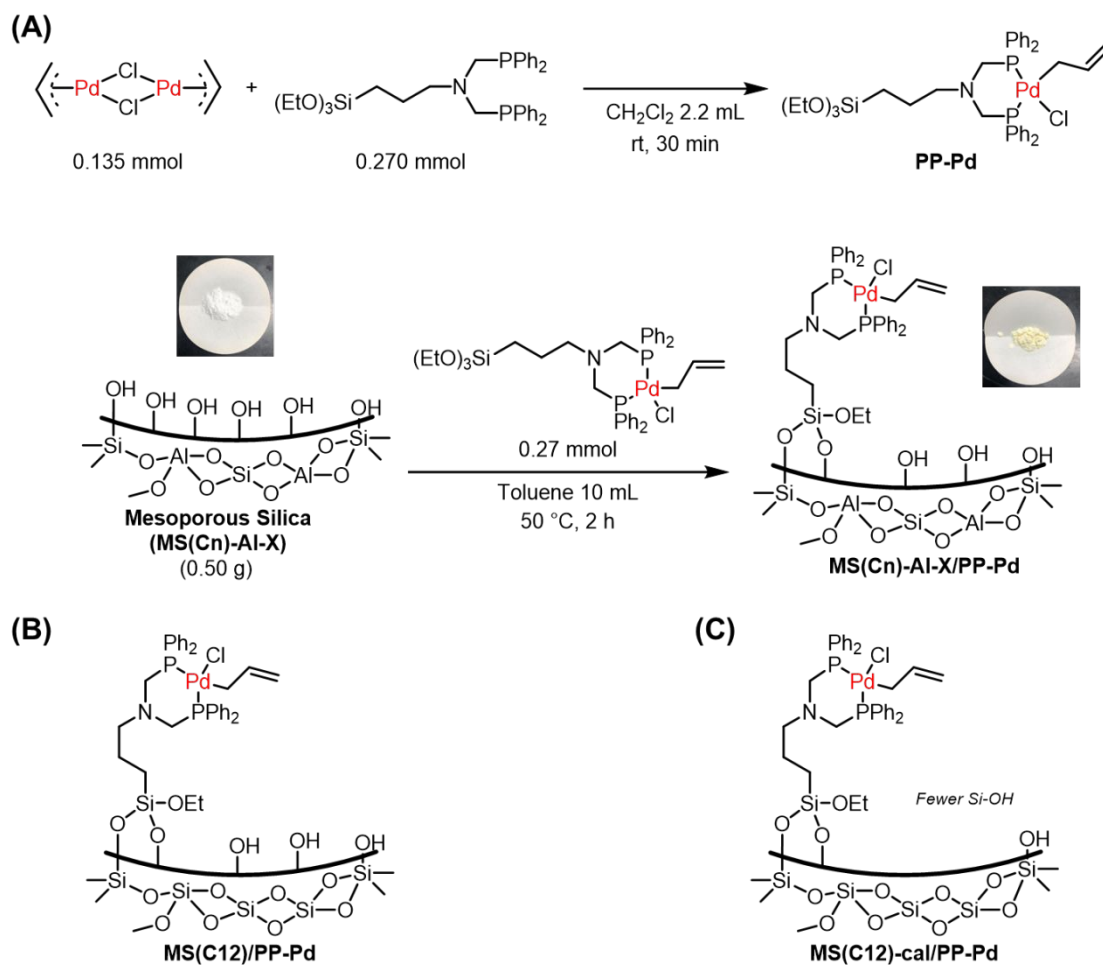 (A)
Pd
Cl
Cl
Pd
+
(EtO)3Si
N
PPh2
PPh2
CH2Cl2 2.2 mL
rt, 30 min
0.135 mmol
0.270 mmol
(EtO)3Si
N
Ph2
P
Pd
Cl
P
Ph2
PP-Pd
OH
OH
OH
OH
OH
OH
Si
O
Al
O
Si
O
Al
O
Si
O
O
O
O
Mesoporous Silica
(MS(Cn)-Al-X)
(0.50 g)
(EtO)3Si
N
Ph2
P
Pd
Cl
P
Ph2
0.27 mmol
Toluene 10 mL
50 °C, 2 h
Ph2
P
Cl
Pd
N
PPh2
Si
OEt
O
O
OH
OH
OH
Si
O
Al
O
Si
O
Al
O
Si
O
O
O
O
MS(Cn)-Al-X/PP-Pd
(B)
Ph2
P
Cl
Pd
N
PPh2
Si
OEt
O
O
OH
OH
OH
Si
O
Si
O
Si
O
Si
O
Si
O
O
O
O
MS(C12)/PP-Pd
(C)
Ph2
P
Cl
Pd
N
PPh2
Si
OEt
Fewer Si-OH
O
O
OH
Si
O
Si
O
Si
O
Si
O
Si
O
O
O
O
MS(C12)-cal/PP-Pd